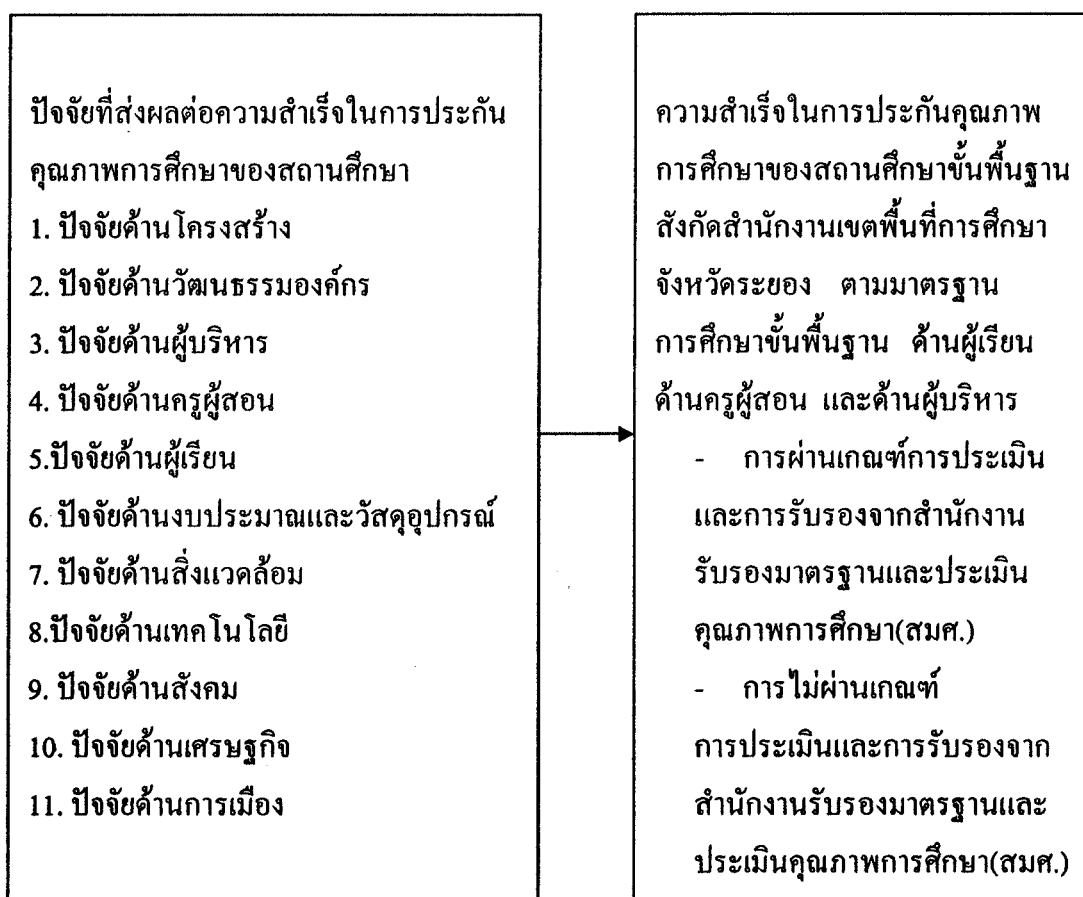 ปัจจัยที่ส่งผลต่อความสำเร็จในการประกัน
คุณภาพการศึกษาของสถานศึกษา
1. ปัจจัยด้านโครงสร้าง
2. ปัจจัยด้านวัฒนธรรมองค์กร
3. ปัจจัยด้านผู้บริหาร
4. ปัจจัยด้านครูผู้สอน
5.ปัจจัยด้านผู้เรียน
6. ปัจจัยด้านงบประมาณและวัสดุอุปกรณ์
7. ปัจจัยด้านสิ่งแวดล้อม
8.ปัจจัยด้านเทคโนโลยี
9. ปัจจัยด้านสังคม
10. ปัจจัยด้านเศรษฐกิจ
11. ปัจจัยด้านการเมือง
ความสำเร็จในการประกันคุณภาพ
การศึกษาของสถานศึกษาขั้นพื้นฐาน
สังกัดสำนักงานเขตพื้นที่การศึกษา
จังหวัดระยอง ตามมาตรฐาน
การศึกษาขั้นพื้นฐาน ด้านผู้เรียน
ด้านครูผู้สอน และด้านผู้บริหาร
- การผ่านเกณฑ์การประเมิน
และการรับรองจากสำนักงาน
รับรองมาตรฐานและประเมิน
คุณภาพการศึกษา(สมศ.)
- การไม่ผ่านเกณฑ์
การประเมินและการรับรองจาก
สำนักงานรับรองมาตรฐานและ
ประเมินคุณภาพการศึกษา(สมศ.)